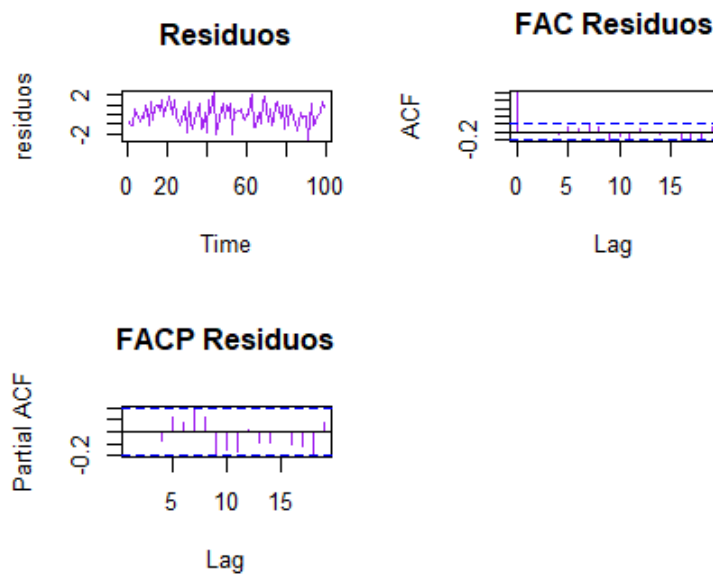 Residuos
residuos
2
-2
0 20 60 100
Time
FAC Residuos
ACF
-0.2
0 5 10 15
Lag
FACP Residuos
Partial ACF
-0.2
5 10 15
Lag